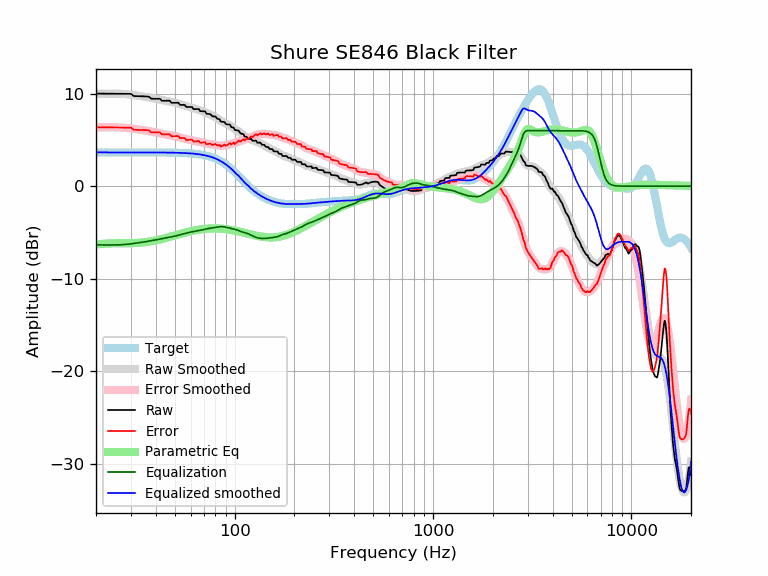 Shure SE846 Black Filter
Amplitude (dBr)
10
0
−10
−20
−30
Target
Raw Smoothed
Error Smoothed
Raw
Error
Parametric Eq
Equalization
Equalized smoothed
100
1000
10000
Frequency (Hz)